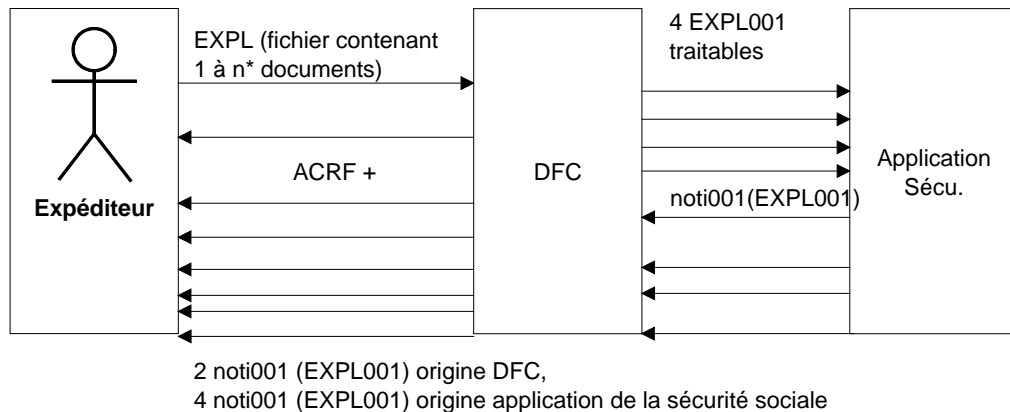 4 EXPL001
traitables
EXPL (fichier contenant
1 à n* documents)
ACRF +
DFC
Application
Sécu.
Expéditeur
noti001(EXPL001)
2 noti001 (EXPL001) origine DFC,
4 noti001 (EXPL001) origine application de la sécurité sociale